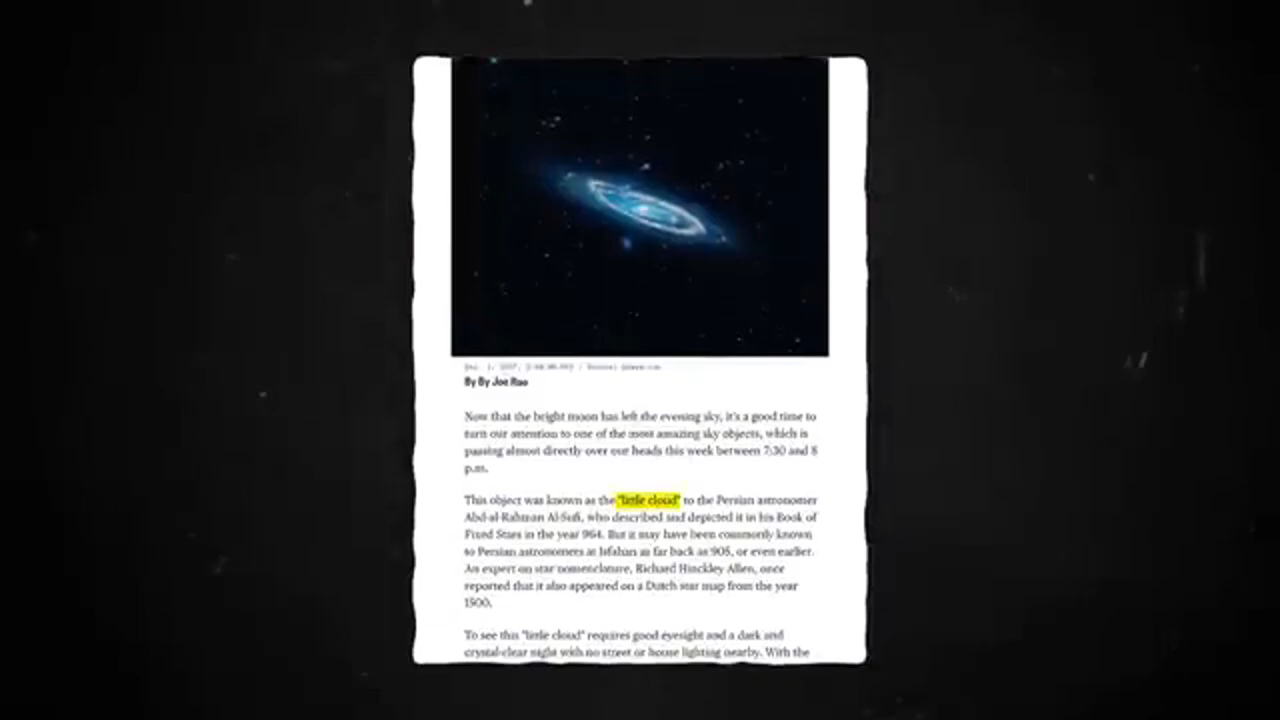 By By Joe Rao
Now that the bright moon has left the evening sky, it's a good time to
turn our attention to one of the most amazing sky objects, which is
passing almost directly over our heads this week between 7:30 and 8
p.m.
This object was known as the "little cloud" to the Persian astronomer
Abd-al-Rahman Al-Sufi, who described and depicted it in his Book of
Fixed Stars in the year 964. But it may have been commonly known
to Persian astronomers at Isfahan as far back as 905, or even earlier.
An expert on star nomenclature, Richard Hinckley Allen, once
reported that it also appeared on a Dutch star map from the year
1500.
To see this "little cloud" requires good eyesight and a dark and
crystal-clear night with no street or house lighting nearby. With the